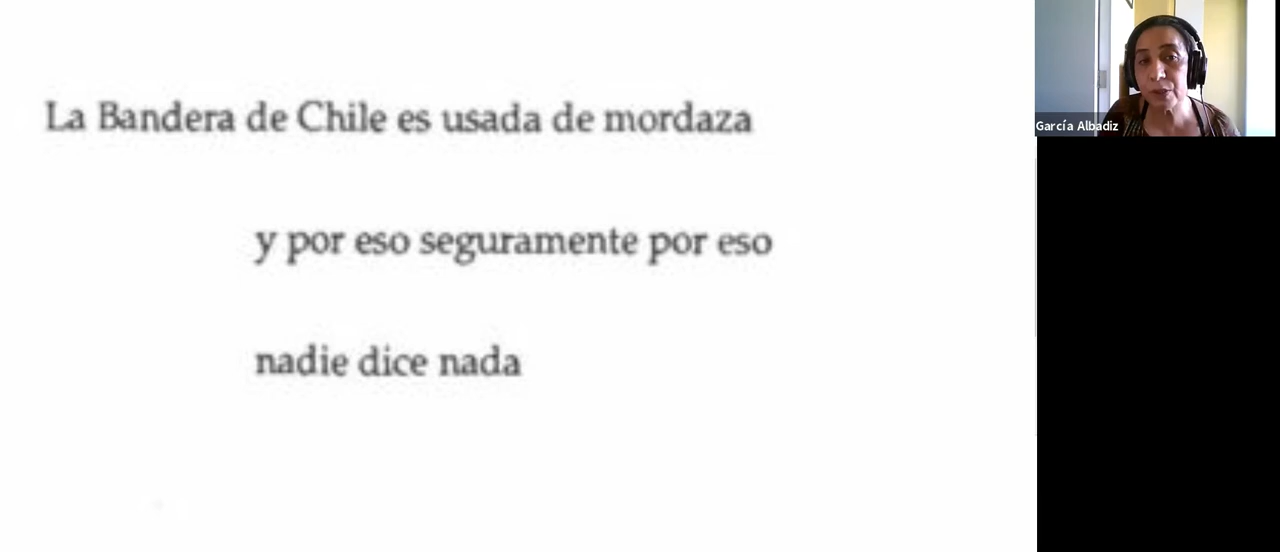 La Bandera de Chile es usada de mordaza
y por eso seguramente por eso
nadie dice nada
García Albadiz